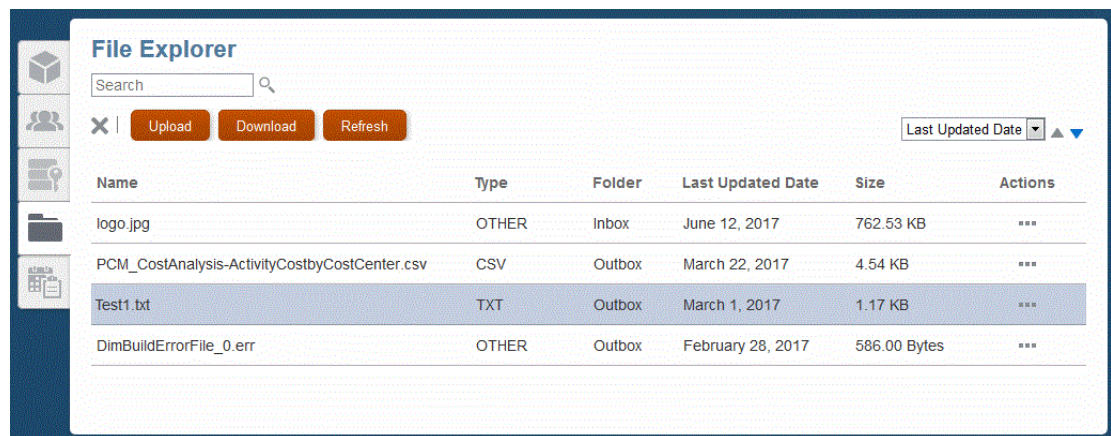 File Explorer
Search
Upload Download Refresh
Last Updated Date
Name Type Folder Last Updated Date Size Actions
logo.jpg OTHER Inbox June 12, 2017 762.53 KB
PCM_CostAnalysis-ActivityCostbyCostCenter.csv CSV Outbox March 22, 2017 4.54 KB
Test1.txt TXT Outbox March 1, 2017 1.17 KB
DimBuildErrorFile_0.err OTHER Outbox February 28, 2017 586.00 Bytes